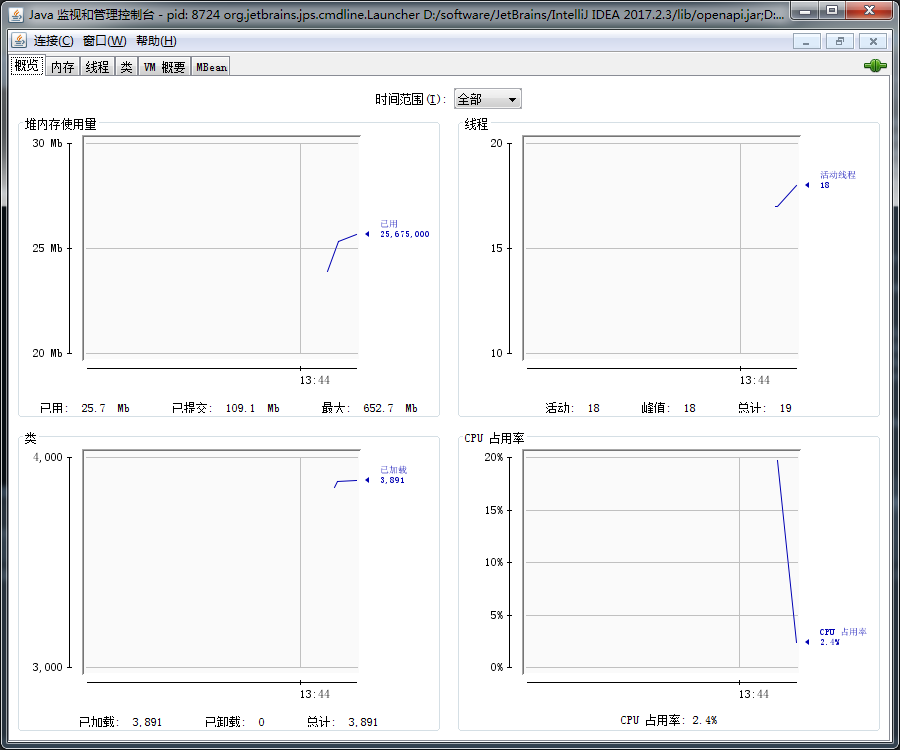 Java 监视和管理控制台 - pid: 8724 org.jetbrains.jps.cmdline.Launcher D:/software/JetBrains/IntelliJ IDEA 2017.2.3/lib/openapi.jar;D:...
连接(C) 窗口(W) 帮助(H)
概览 内存 线程 类 VM 概要 MBean
时间范围(I): 全部
堆内存使用量
30 Mb
25 Mb
20 Mb
已用
25,675,000
13:44
已用: 25.7 Mb 已提交: 109.1 Mb 最大: 652.7 Mb
线程
20
15
10
活动线程
18
13:44
活动: 18 峰值: 18 总计: 19
类
4,000
3,000
已加载
3,891
13:44
已加载: 3,891 已卸载: 0 总计: 3,891
CPU 占用率
20%
15%
10%
5%
0%
CPU 占用率
2.4%
13:44
CPU 占用率: 2.4%